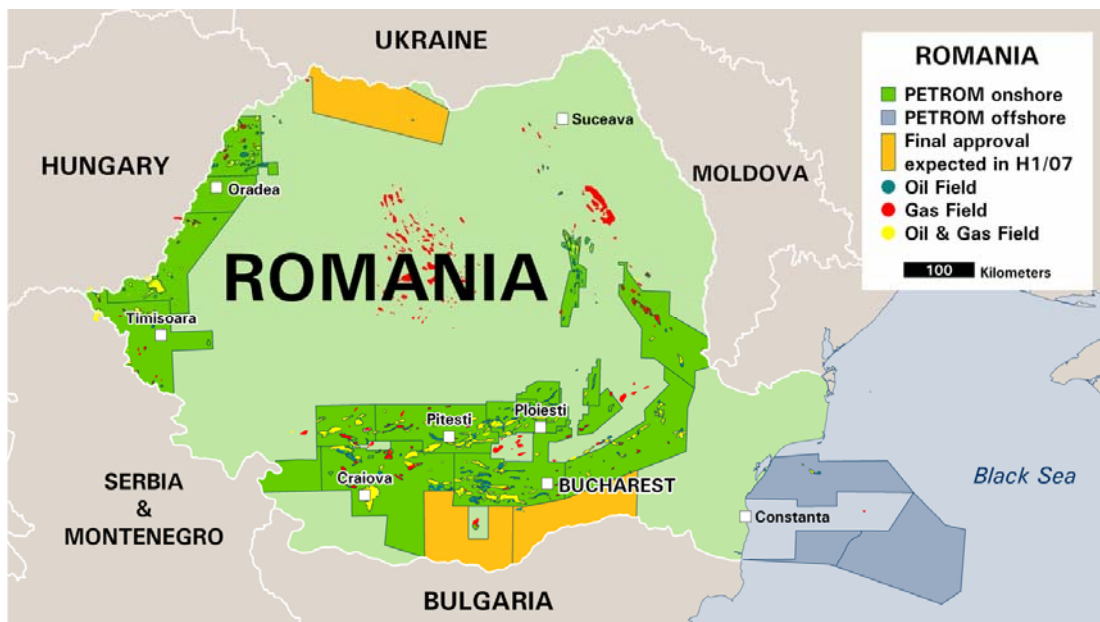 UKRAINE
HUNGARY
MOLDOVA
ROMANIA
SERBIA
&
MONTENEGRO
BULGARIA
Black Sea
Suceava
Oradea
Timisoara
Pitesti
Ploiesti
Craiova
BUCHAREST
Constanta
ROMANIA
PETROM onshore
PETROM offshore
Final approval
expected in H1/07
Oil Field
Gas Field
Oil & Gas Field
100 Kilometers